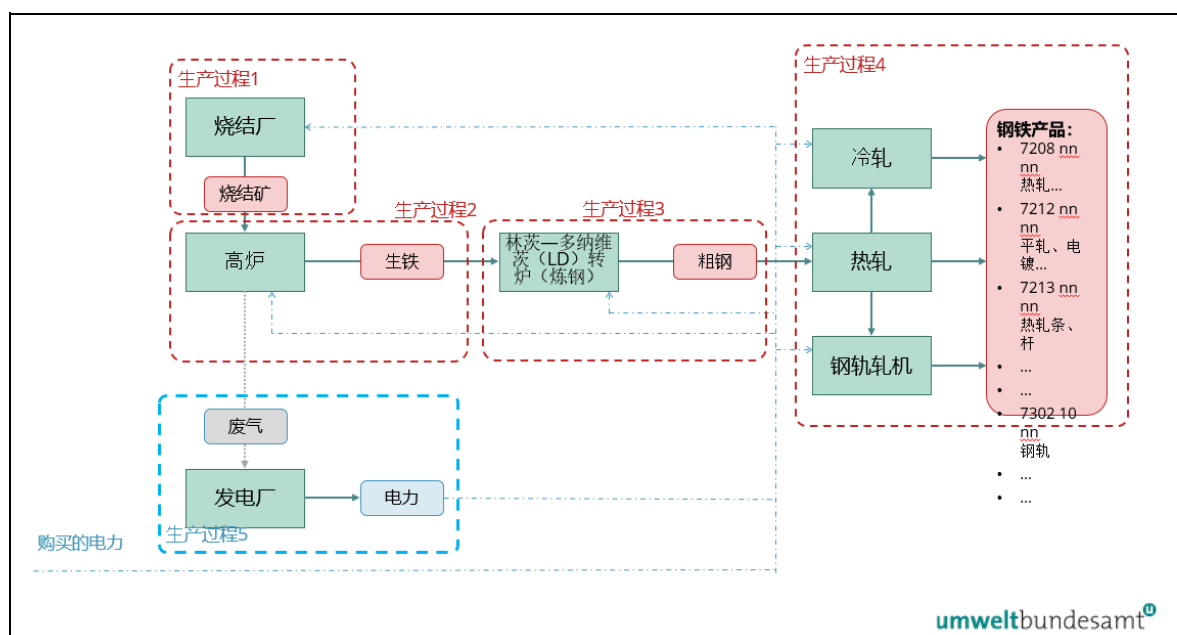 生产过程1
烧结厂
烧结矿
生产过程2
高炉
生铁
生产过程3
林茨—多纳维
茨（LD）转
炉（炼钢）
粗钢
生产过程4
冷轧
热轧
钢轨轧机
钢铁产品：
• 7208 nn
nn
热轧...
• 7212 nn
nn
平轧、电
镀...
• 7213 nn
nn
热轧条、
杆
• ...
• ...
• 7302 10
nn
钢轨
• ...
• ...
废气
发电厂
电力
生产过程5
购买的电力
umweltbundesamt u